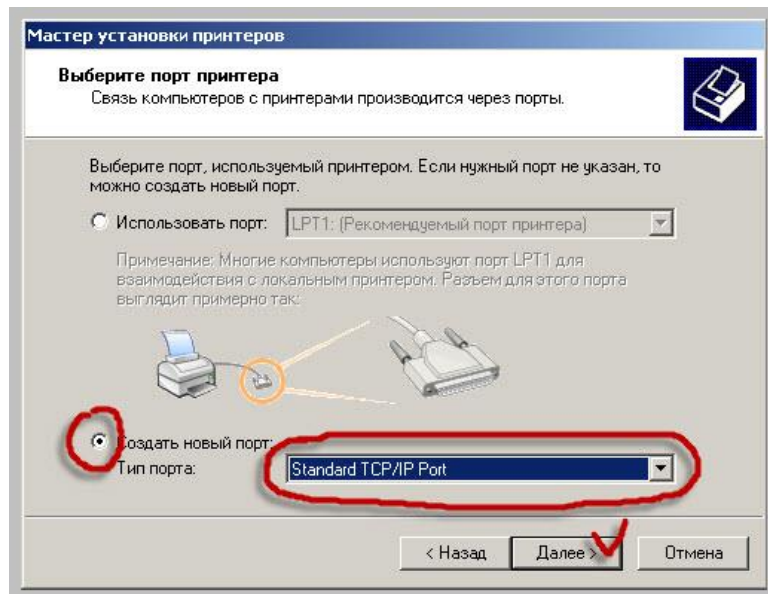 Мастер установки принтеров
Выберите порт принтера
Связь компьютеров с принтерами производится через порты.
Выберите порт, используемый принтером. Если нужный порт не указан, то
можно создать новый порт.
Использовать порт: LPT1: (Рекомендуемый порт принтера)
Примечание: Многие компьютеры используют порт LPT1 для
взаимодействия с локальным принтером. Разъем для этого порта
выглядит примерно так:
Создать новый порт:
Тип порта: Standard TCP/IP Port
< Назад Далее > Отмена